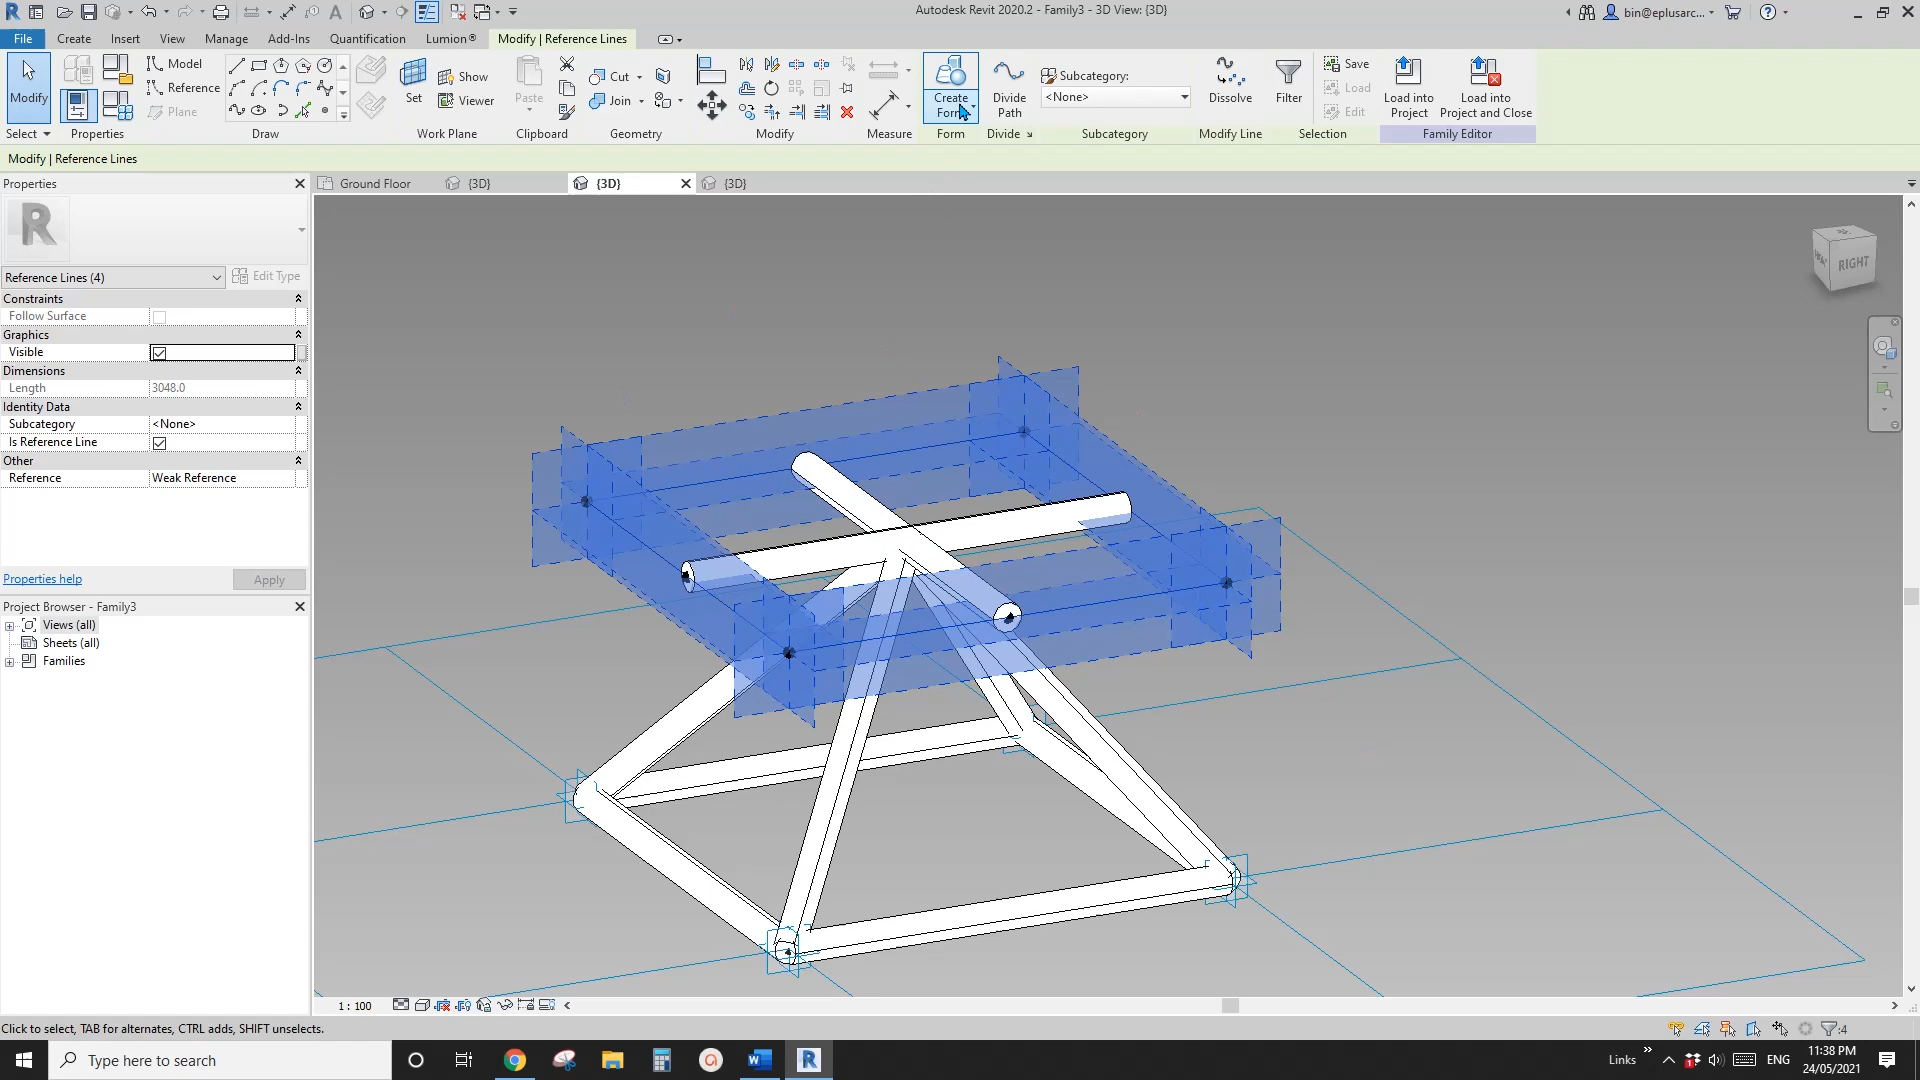 Autodesk Revit 2020.2 - Family3 - 3D View: {3D}
bin@eplusarc...
File Create Insert View Manage Add-Ins Quantification Lumion® Modify | Reference Lines
Modify
Select
Properties
Model
Reference
Plane
Draw
Set
Show
Viewer
Work Plane
Paste
Clipboard
Cut
Join
Geometry
Modify
Measure
Create
Form
Form
Divide
Path
Divide
Subcategory:
<None>
Subcategory
Dissolve
Modify Line
Filter
Save
Load
Edit
Selection
Load into
Project
Load into
Project and Close
Family Editor
Modify | Reference Lines
Properties
Ground Floor
{3D}
{3D}
{3D}
R
Reference Lines (4)
Edit Type
Constraints
Follow Surface
Graphics
Visible
Dimensions
Length 3048.0
Identity Data
Subcategory <None>
Is Reference Line
Other
Reference Weak Reference
Properties help
Apply
Project Browser - Family3
Views (all)
Sheets (all)
Families
RIGHT
1 : 100
Click to select, TAB for alternates, CTRL adds, SHIFT unselects.
:4
Type here to search
Links
ENG
11:38 PM
24/05/2021